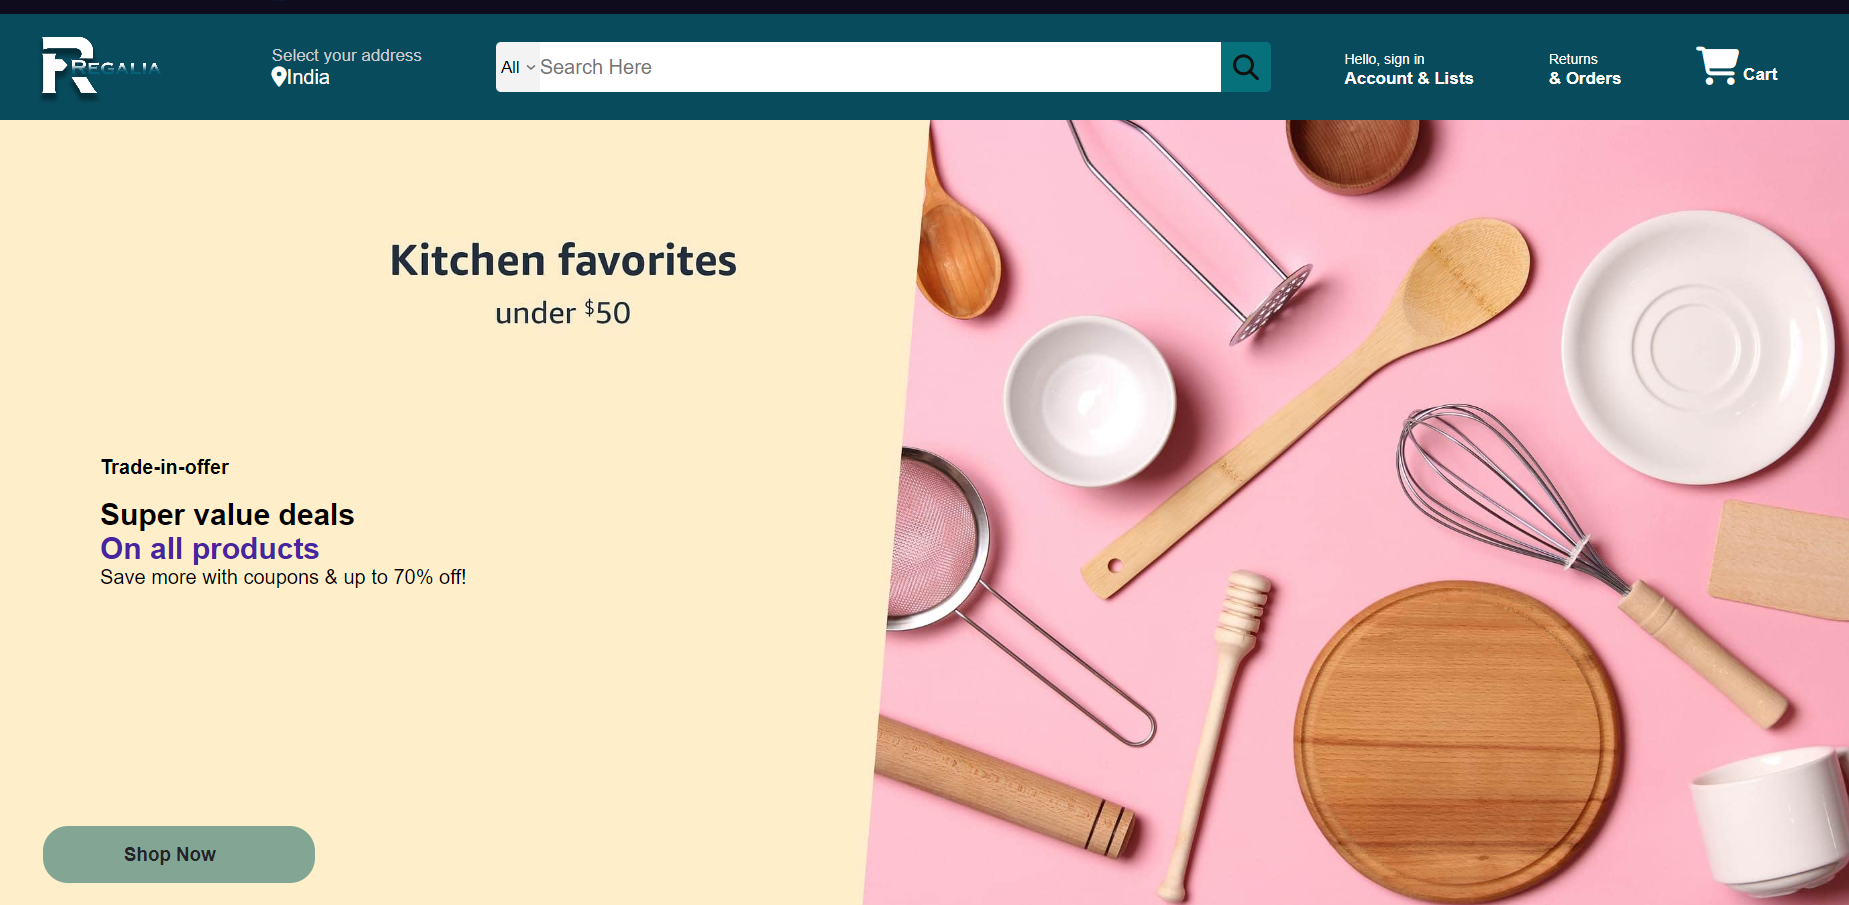 REGALIA
Select your address
India
All
Search Here
Hello, sign in
Account & Lists
Returns
& Orders
Cart
Kitchen favorites
under $50
Trade-in-offer
Super value deals
On all products
Save more with coupons & up to 70% off!
Shop Now